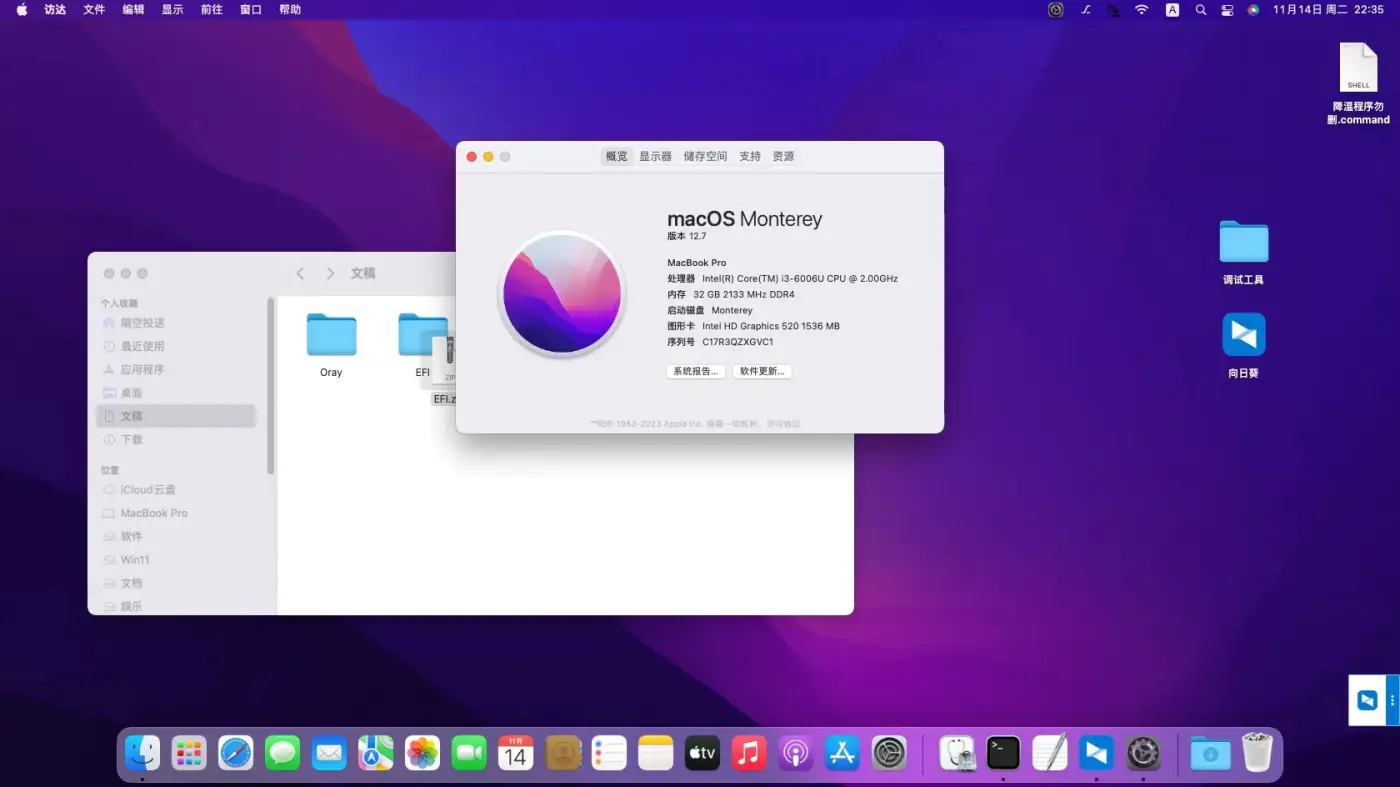 访达 文件 编辑 显示 前往 窗口 帮助
A
11月14日 周二 22:35
SHELL
降温程序勿
删.command
概览 显示器 储存空间 支持 资源
macOS Monterey
版本 12.7
MacBook Pro
处理器 Intel(R) Core(TM) i3-6006U CPU @ 2.00GHz
内存 32 GB 2133 MHz DDR4
启动磁盘 Monterey
图形卡 Intel HD Graphics 520 1536 MB
序列号 C17R3QZXGVC1
系统报告... 软件更新...
™和© 1983-2023 Apple Inc. 保留一切权利。许可协议
文稿
个人收藏
隔空投送
最近使用
应用程序
桌面
文稿
下载
位置
iCloud云盘
MacBook Pro
软件
Win11
文档
娱乐
Oray
EFI
ZIP
EFI.z
调试工具
向日葵
11月
14
tv